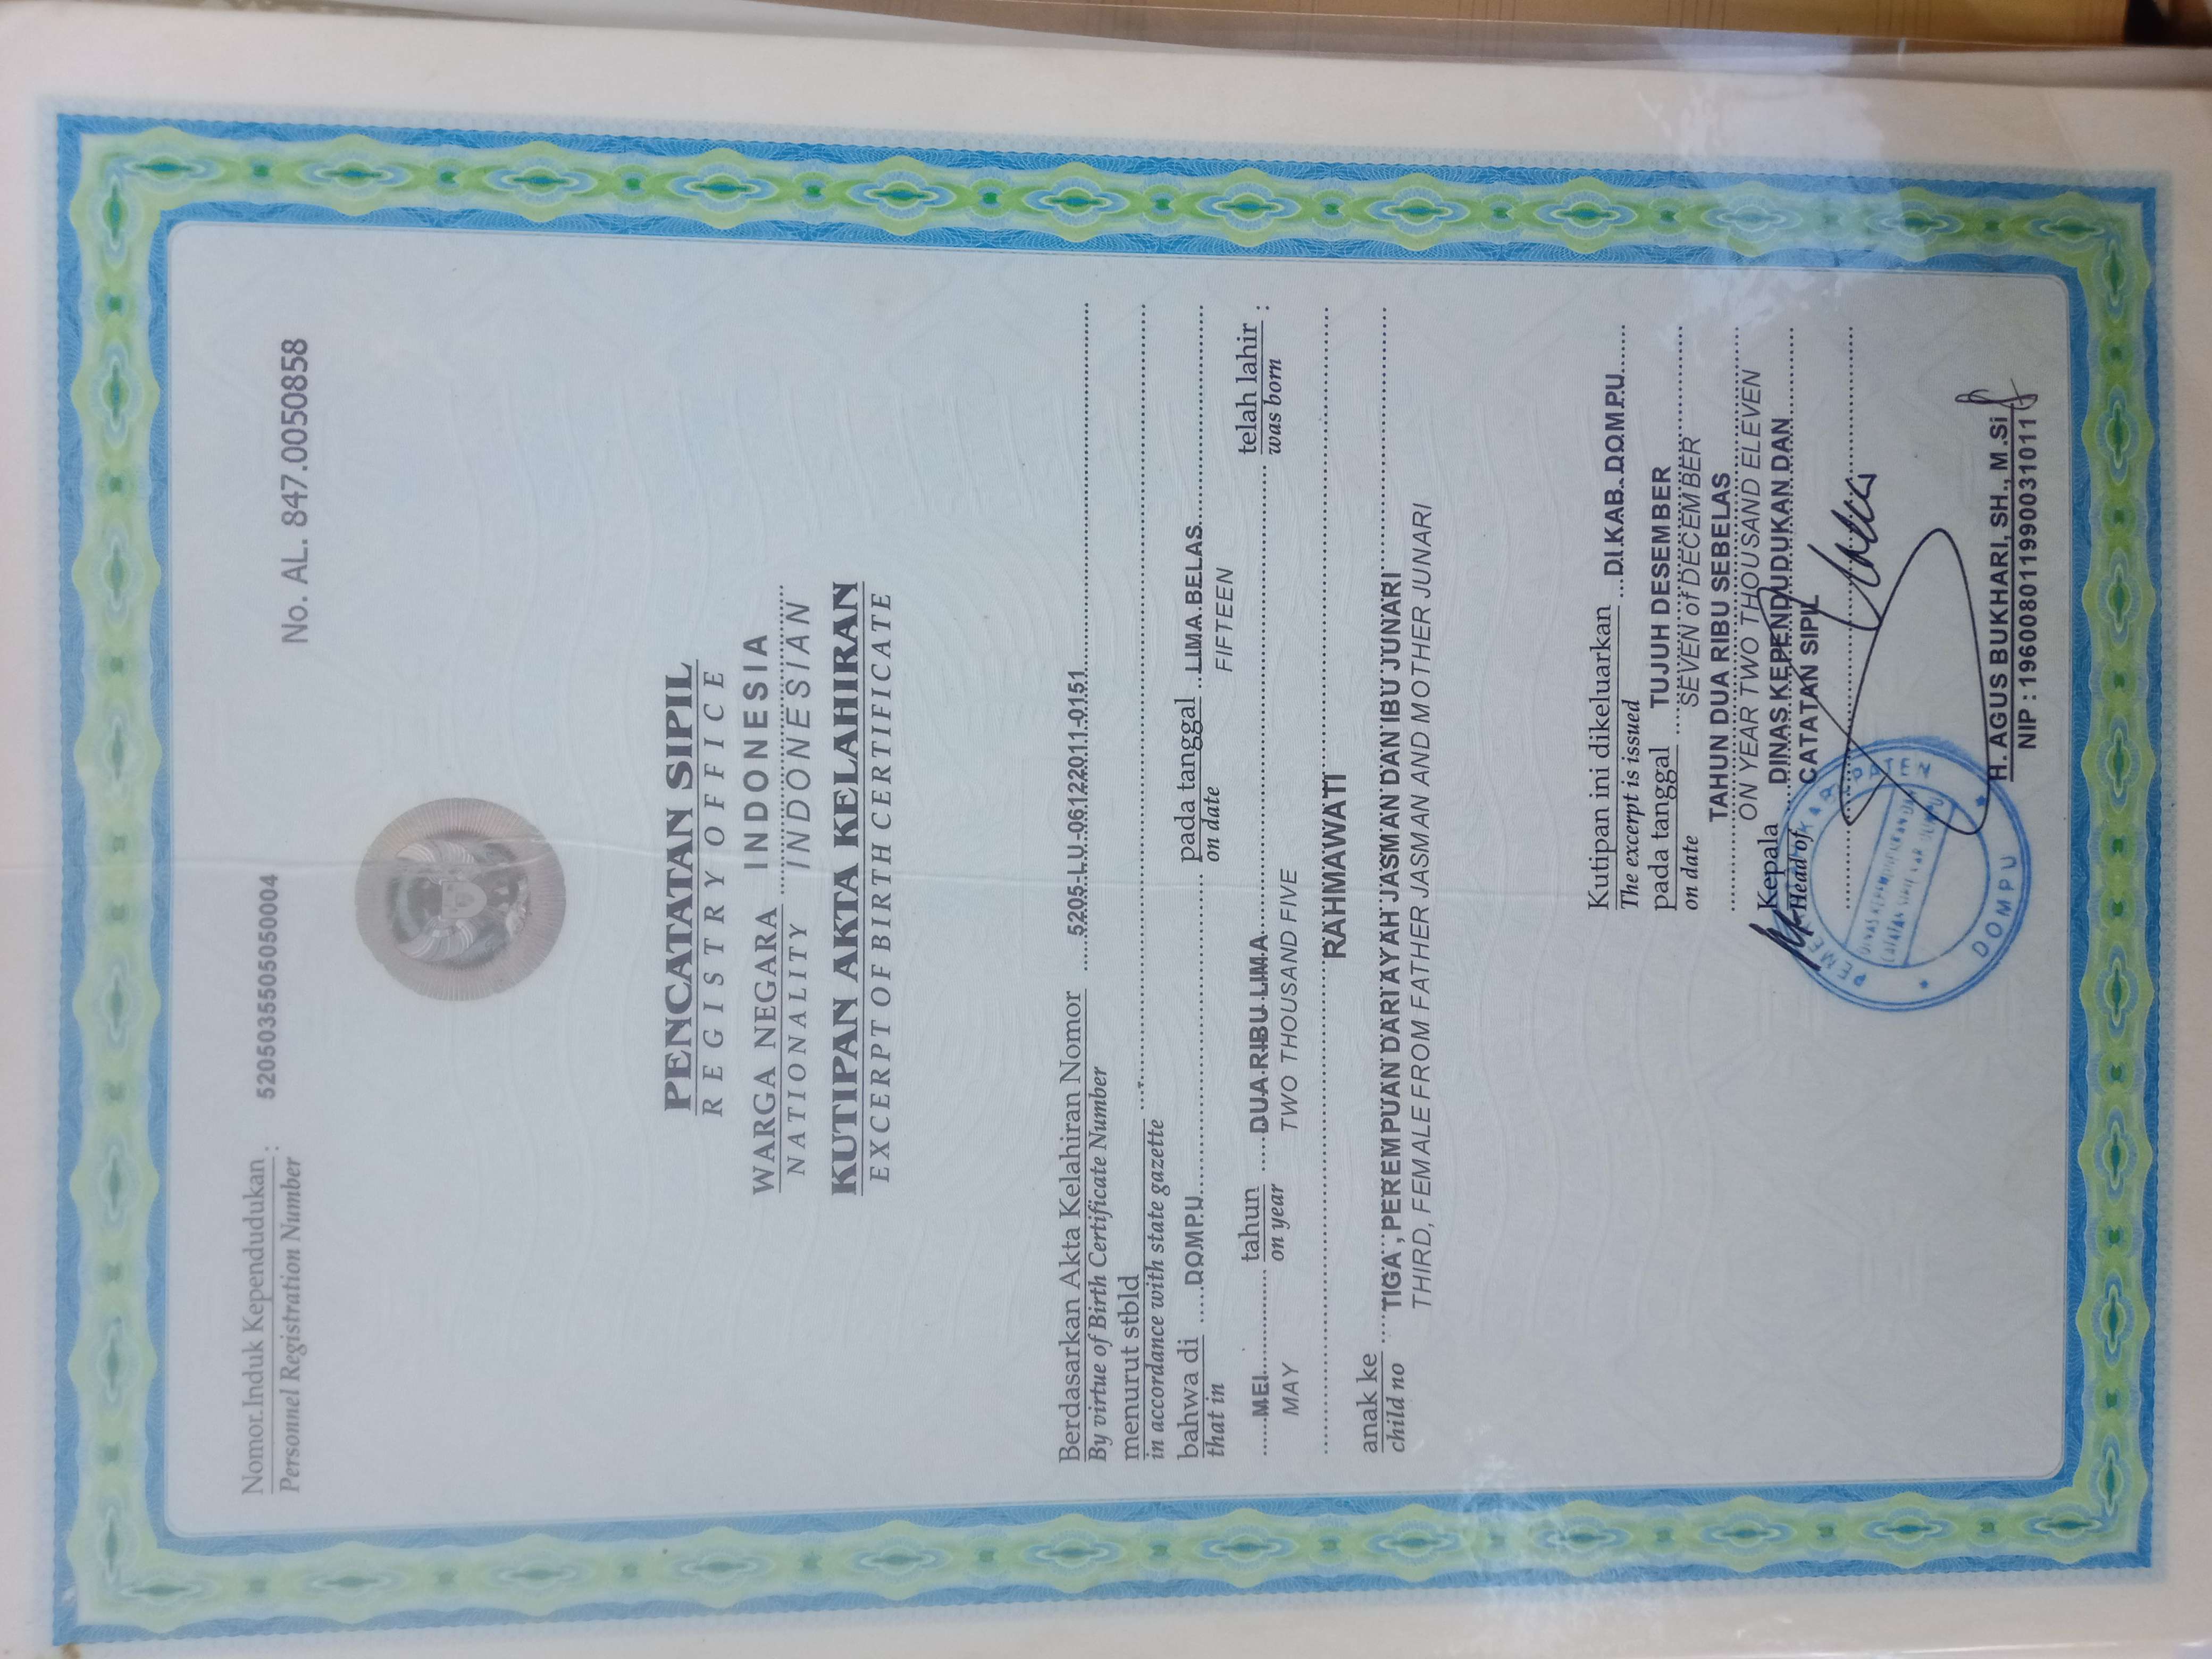 Nomor Induk Kependudukan : 5205035505050004
Personnel Registration Number
No. AL. 847.0050858
PENCATATAN SIPIL
REGISTRY OFFICE
WARGA NEGARA INDONESIA
NATIONALITY INDONESIAN
KUTIPAN AKTA KELAHIRAN
EXCERPT OF BIRTH CERTIFICATE
Berdasarkan Akta Kelahiran Nomor 5205-LU-06122011-0151
By virtue of Birth Certificate Number
menurut stbld
in accordance with state gazette
bahwa di DOMPU pada tanggal LIMA BELAS
that in on date FIFTEEN
MEI tahun DUA RIBU LIMA telah lahir :
MAY on year TWO THOUSAND FIVE was born
RAHMAWATI
anak ke TIGA, PEREMPUAN DARI AYAH JASMAN DAN IBU JUNARI
child no THIRD, FEMALE FROM FATHER JASMAN AND MOTHER JUNARI
Kutipan ini dikeluarkan DI KAB. DOMPU
The excerpt is issued
pada tanggal TUJUH DESEMBER
on date SEVEN of DECEMBER
TAHUN DUA RIBU SEBELAS
ON YEAR TWO THOUSAND ELEVEN
Kepala DINAS KEPENDUDUKAN DAN
Head of CATATAN SIPIL
DOMPU
H. AGUS BUKHARI, SH., M.Si
NIP : 196008011990031011